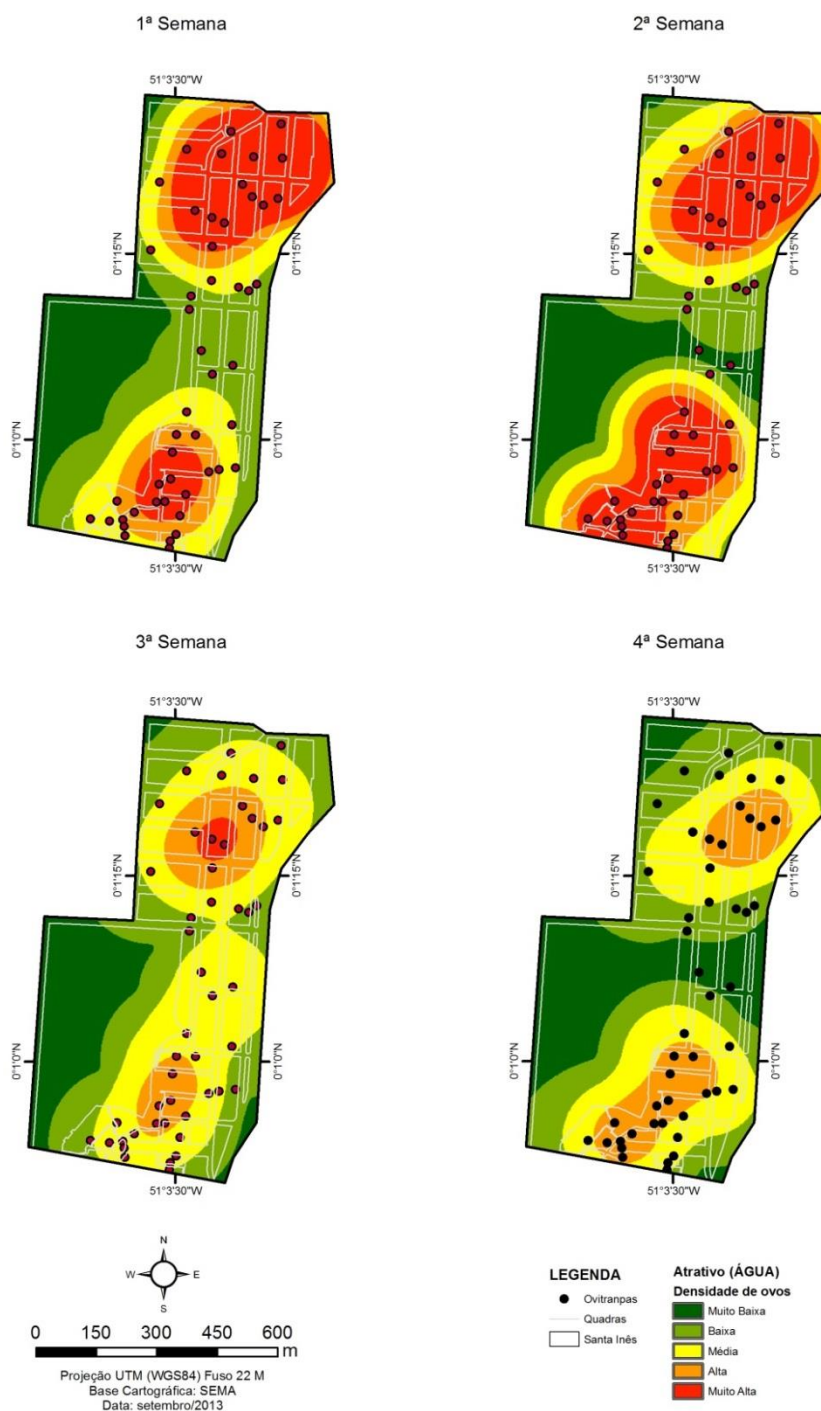 1ª Semana
2ª Semana
51°3'30"W
51°3'30"W
0°1'15"N
0°1'15"N
0°1'15"N
0°1'0"N
0°1'0"N
0°1'0"N
0°1'0"N
51°3'30"W
51°3'30"W
3ª Semana
4ª Semana
51°3'30"W
51°3'30"W
0°1'15"N
0°1'15"N
0°1'15"N
0°1'15"N
0°1'0"N
0°1'0"N
0°1'0"N
0°1'0"N
51°3'30"W
51°3'30"W
N
W E
S
0 150 300 450 600
m
Projeção UTM (WGS84) Fuso 22 M
Base Cartográfica: SEMA
Data: setembro/2013
LEGENDA
Ovitranpas
Quadras
Santa Inês
Atrativo (ÁGUA)
Densidade de ovos
Muito Baixa
Baixa
Média
Alta
Muito Alta